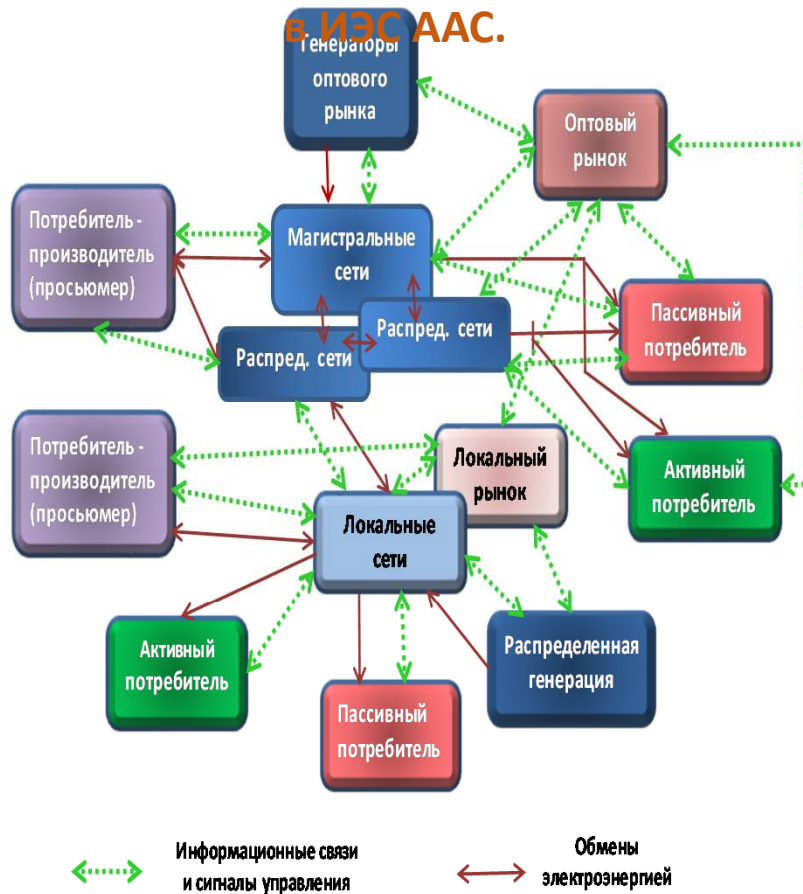 в ИЭС ААС.
Генераторы
оптового
рынка
Оптовый
рынок
Потребитель -
производитель
(просьюмер)
Магистральные
сети
Пассивный
потребитель
Распред. сети
Распред. сети
Потребитель -
производитель
(просьюмер)
Локальный
рынок
Активный
потребитель
Локальные
сети
Активный
потребитель
Распределенная
генерация
Пассивный
потребитель
Информационные связи
и сигналы управления
Обмены
электроэнергией